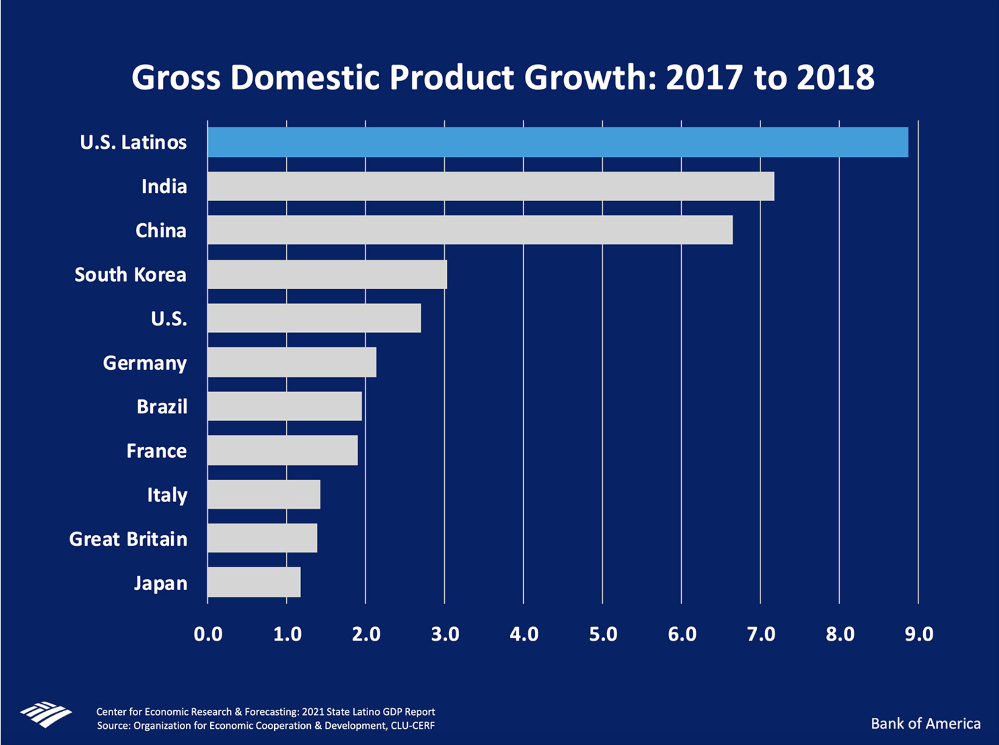 Gross Domestic Product Growth: 2017 to 2018
U.S. Latinos
India
China
South Korea
U.S.
Germany
Brazil
France
Italy
Great Britain
Japan
0.0 1.0 2.0 3.0 4.0 5.0 6.0 7.0 8.0 9.0
Center for Economic Research & Forecasting: 2021 State Latino GDP Report
Source: Organization for Economic Cooperation & Development, CLU-CERF
Bank of America